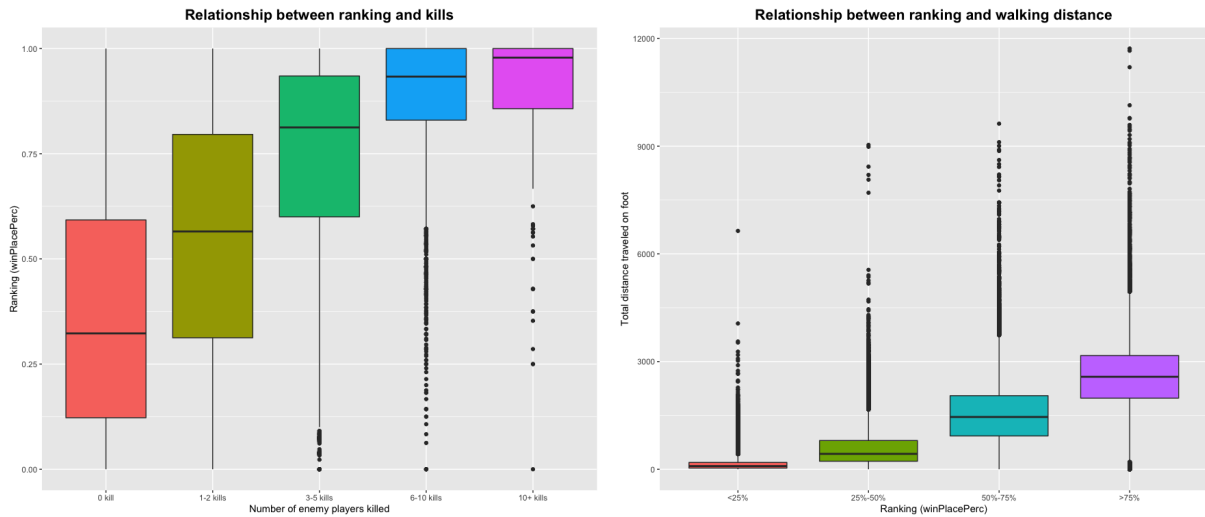 Relationship between ranking and kills
Ranking (winPlacePerc)
1.00
0.75
0.50
0.25
0.00
0 kill
1-2 kills
3-5 kills
6-10 kills
10+ kills
Number of enemy players killed
Relationship between ranking and walking distance
Total distance traveled on foot
12000
9000
6000
3000
0
<25%
25%-50%
50%-75%
>75%
Ranking (winPlacePerc)